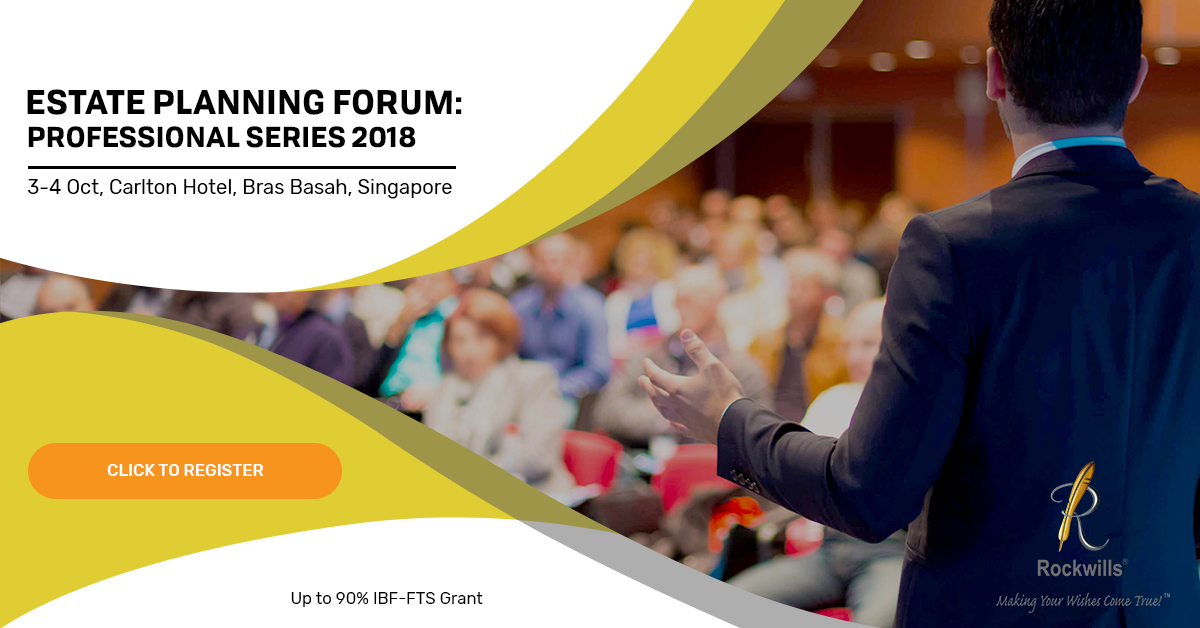 ESTATE PLANNING FORUM:
PROFESSIONAL SERIES 2018
3-4 Oct, Carlton Hotel, Bras Basah, Singapore
CLICK TO REGISTER
Up to 90% IBF-FTS Grant
R
Rockwills®
Making Your Wishes Come True!™